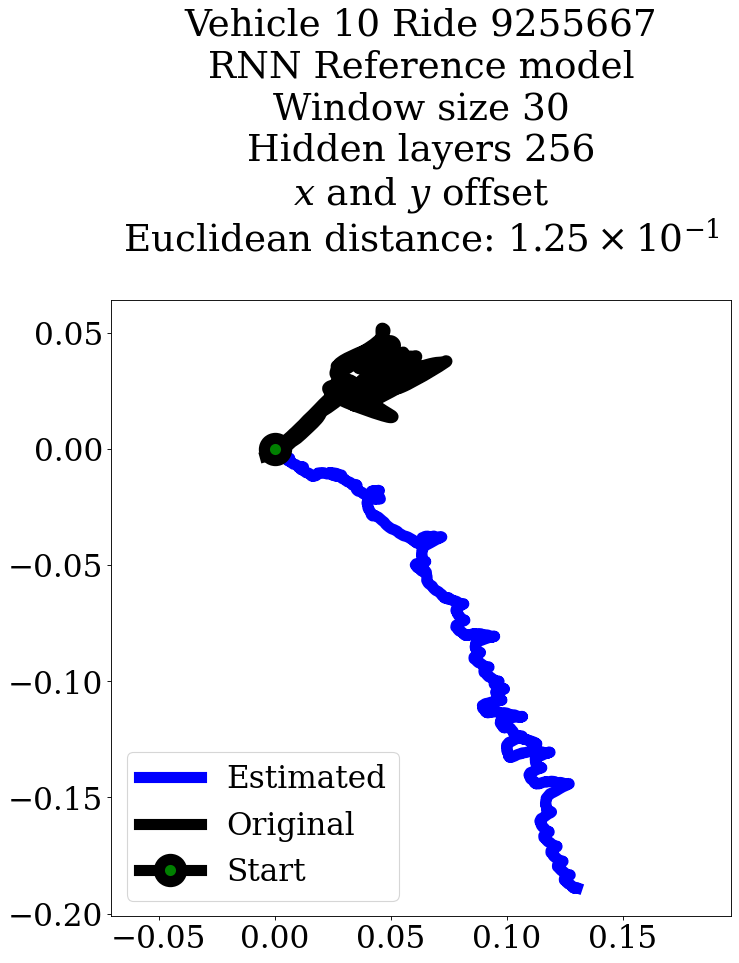 Vehicle 10 Ride 9255667
RNN Reference model
Window size 30
Hidden layers 256
x and y offset
Euclidean distance: 1.25 × 10⁻¹
0.05
0.00
−0.05
−0.10
−0.15
−0.20
Estimated
Original
Start
−0.05 0.00 0.05 0.10 0.15